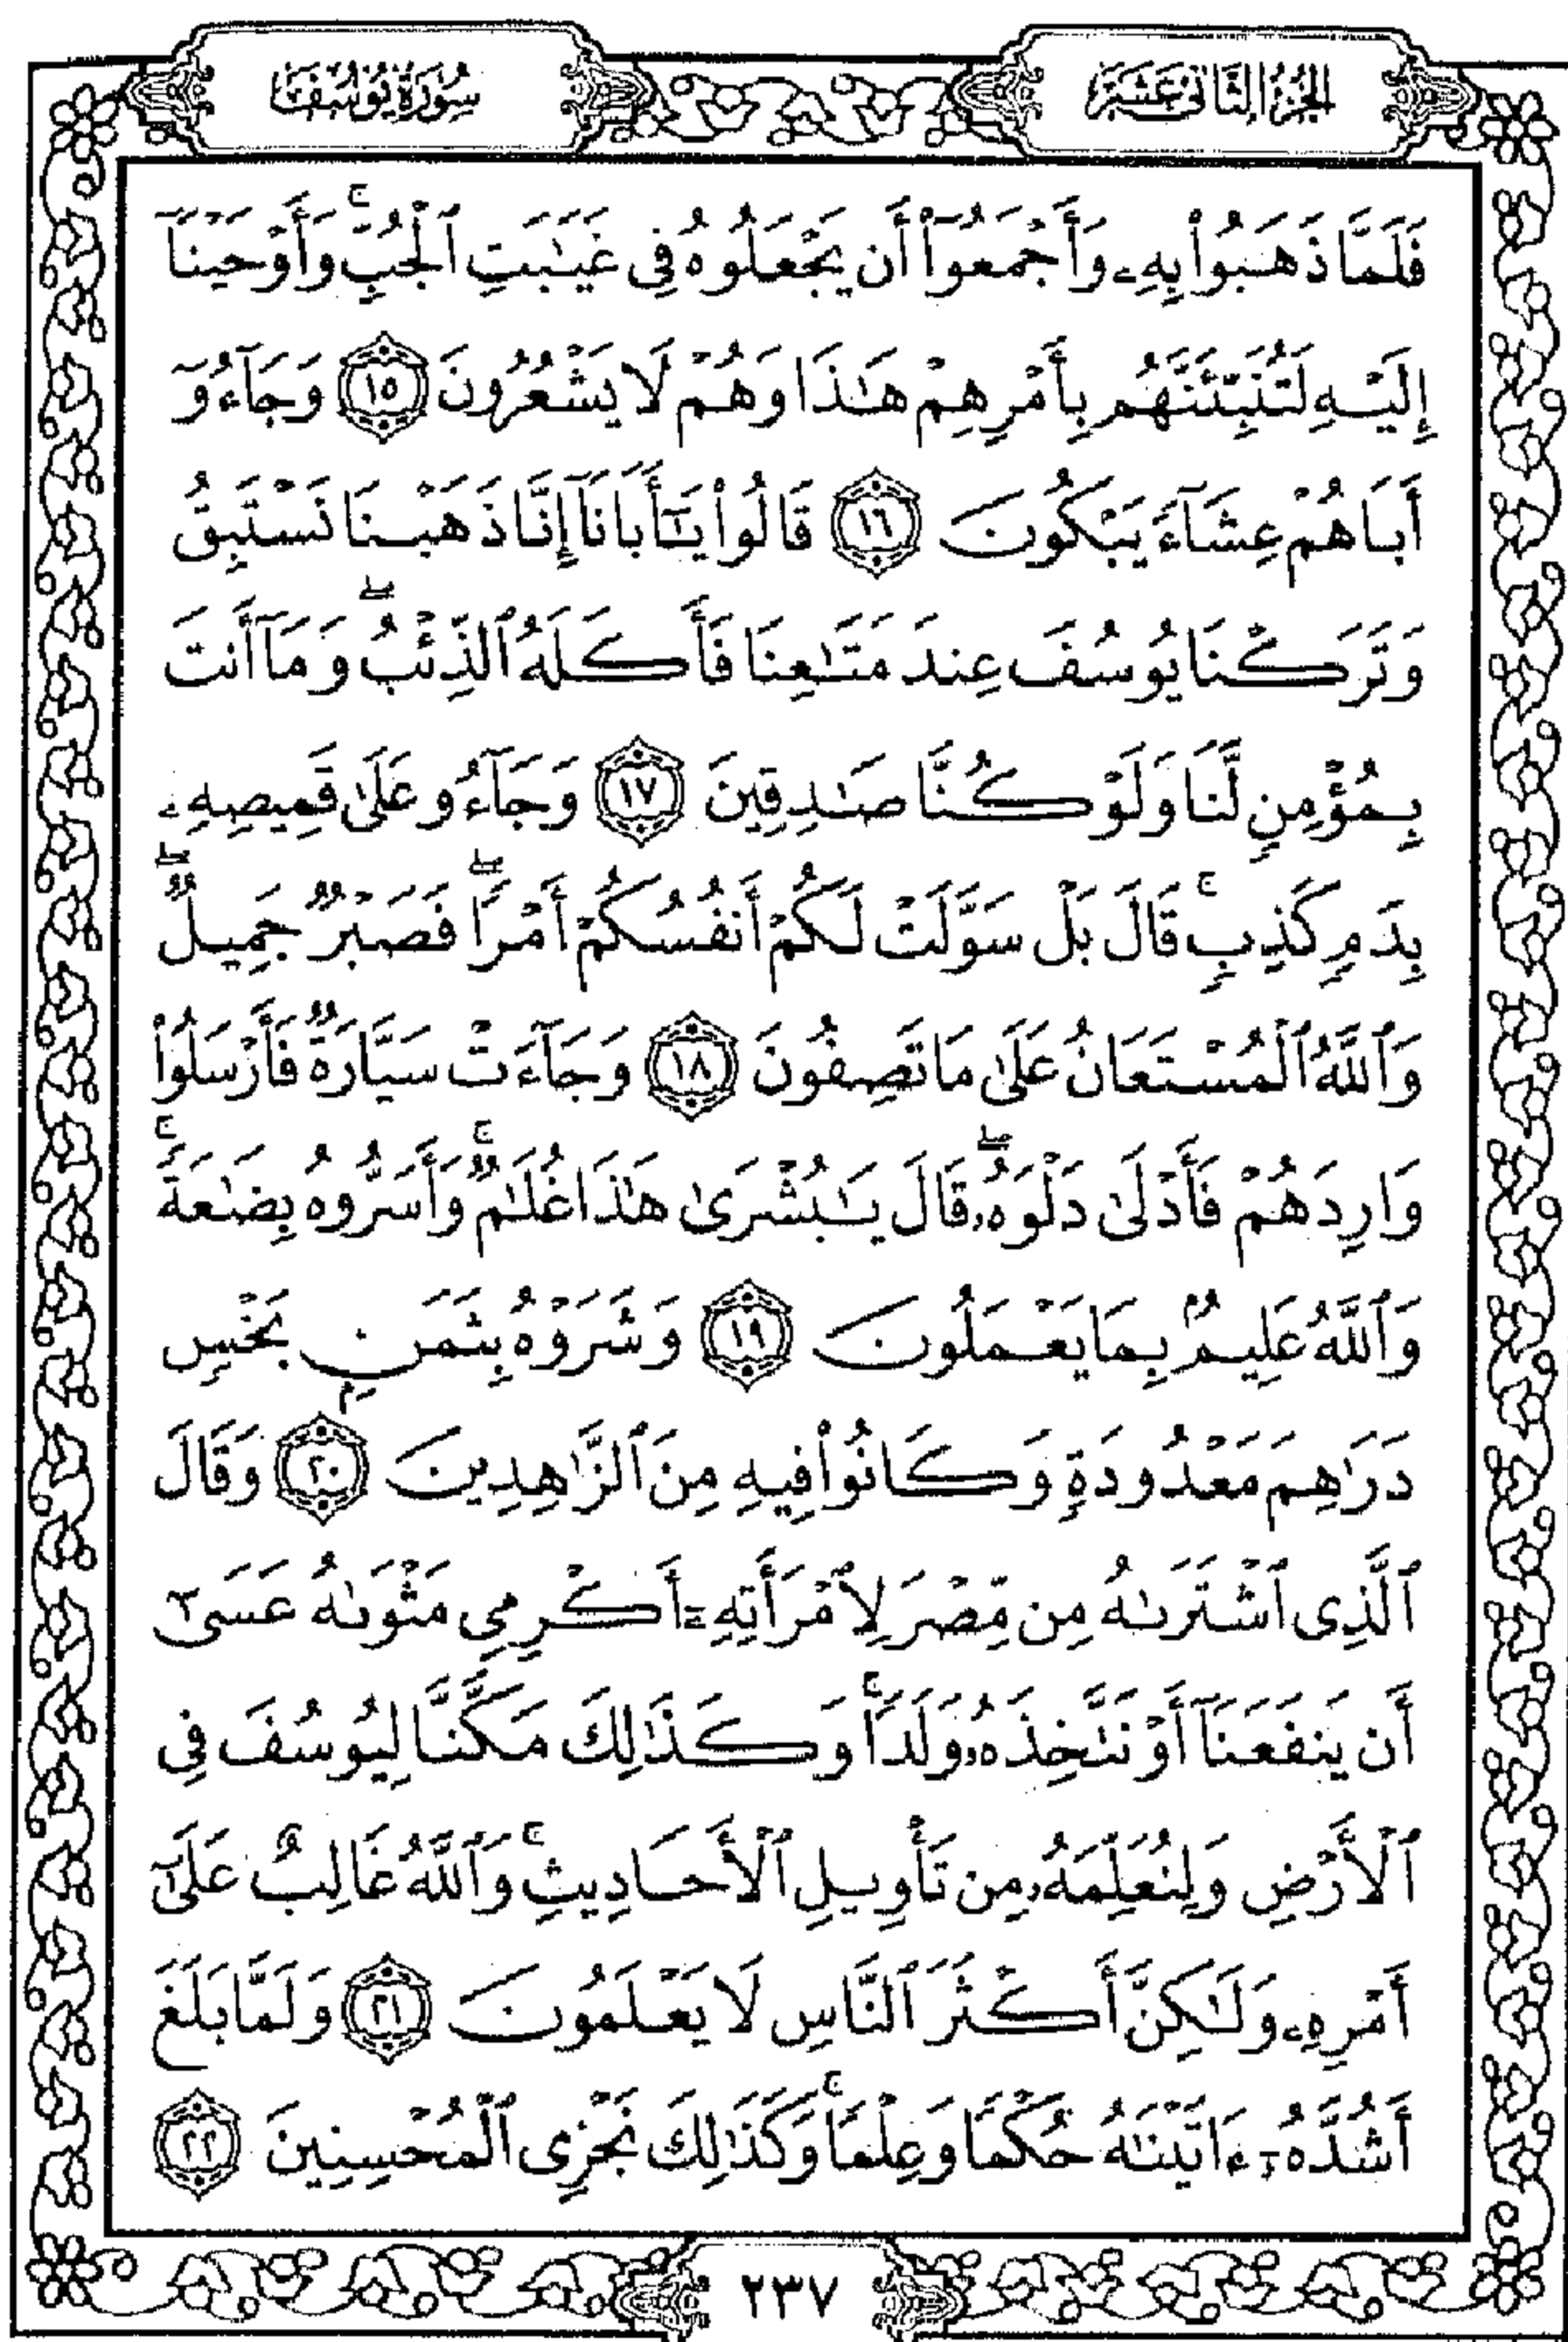 الجزء الثاني عشر
سورة يوسف
فَلَمَّا ذَهَبُوا۟ بِهِۦ وَأَجْمَعُوٓا۟ أَن يَجْعَلُوهُ فِى غَيَٰبَتِ ٱلْجُبِّ ۚ وَأَوْحَيْنَآ
إِلَيْهِ لَتُنَبِّئَنَّهُم بِأَمْرِهِمْ هَٰذَا وَهُمْ لَا يَشْعُرُونَ ١٥ وَجَآءُوٓ
أَبَاهُمْ عِشَآءً يَبْكُونَ ١٦ قَالُوا۟ يَٰٓأَبَانَآ إِنَّا ذَهَبْنَا نَسْتَبِقُ
وَتَرَكْنَا يُوسُفَ عِندَ مَتَٰعِنَا فَأَكَلَهُ ٱلذِّئْبُ ۖ وَمَآ أَنتَ
بِمُؤْمِنٍ لَّنَا وَلَوْ كُنَّا صَٰدِقِينَ ١٧ وَجَآءُو عَلَىٰ قَمِيصِهِۦ
بِدَمٍ كَذِبٍ ۚ قَالَ بَلْ سَوَّلَتْ لَكُمْ أَنفُسُكُمْ أَمْرًا ۖ فَصَبْرٌ جَمِيلٌ ۖ
وَٱللَّهُ ٱلْمُسْتَعَانُ عَلَىٰ مَا تَصِفُونَ ١٨ وَجَآءَتْ سَيَّارَةٌ فَأَرْسَلُوا۟
وَارِدَهُمْ فَأَدْلَىٰ دَلْوَهُۥ ۖ قَالَ يَٰبُشْرَىٰ هَٰذَا غُلَٰمٌ ۚ وَأَسَرُّوهُ بِضَٰعَةً ۚ
وَٱللَّهُ عَلِيمٌۢ بِمَا يَعْمَلُونَ ١٩ وَشَرَوْهُ بِثَمَنٍۭ بَخْسٍ
دَرَٰهِمَ مَعْدُودَةٍ وَكَانُوا۟ فِيهِ مِنَ ٱلزَّٰهِدِينَ ٢٠ وَقَالَ
ٱلَّذِى ٱشْتَرَىٰهُ مِن مِّصْرَ لِٱمْرَأَتِهِۦٓ أَكْرِمِى مَثْوَىٰهُ عَسَىٰٓ
أَن يَنفَعَنَآ أَوْ نَتَّخِذَهُۥ وَلَدًا ۚ وَكَذَٰلِكَ مَكَّنَّا لِيُوسُفَ فِى
ٱلْأَرْضِ وَلِنُعَلِّمَهُۥ مِن تَأْوِيلِ ٱلْأَحَادِيثِ ۚ وَٱللَّهُ غَالِبٌ عَلَىٰٓ
أَمْرِهِۦ وَلَٰكِنَّ أَكْثَرَ ٱلنَّاسِ لَا يَعْلَمُونَ ٢١ وَلَمَّا بَلَغَ
أَشُدَّهُۥٓ ءَاتَيْنَٰهُ حُكْمًا وَعِلْمًا ۚ وَكَذَٰلِكَ نَجْزِى ٱلْمُحْسِنِينَ ٢٢
٢٣٧